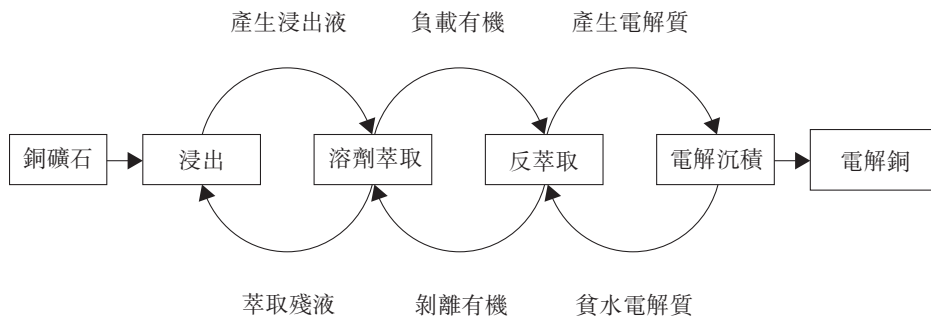 產生浸出液 負載有機 產生電解質
銅礦石 浸出 溶劑萃取 反萃取 電解沉積 電解銅
萃取殘液 剝離有機 貧水電解質